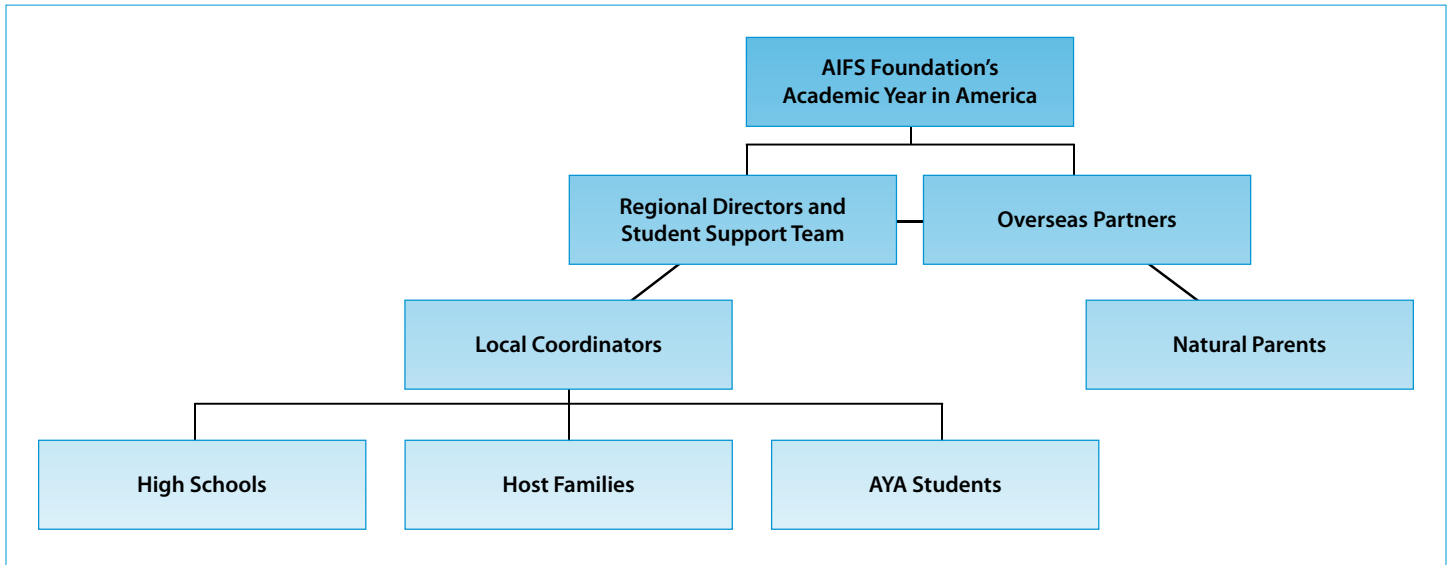 AIFS Foundation’s
Academic Year in America
Regional Directors and
Student Support Team
Overseas Partners
Local Coordinators
Natural Parents
High Schools
Host Families
AYA Students